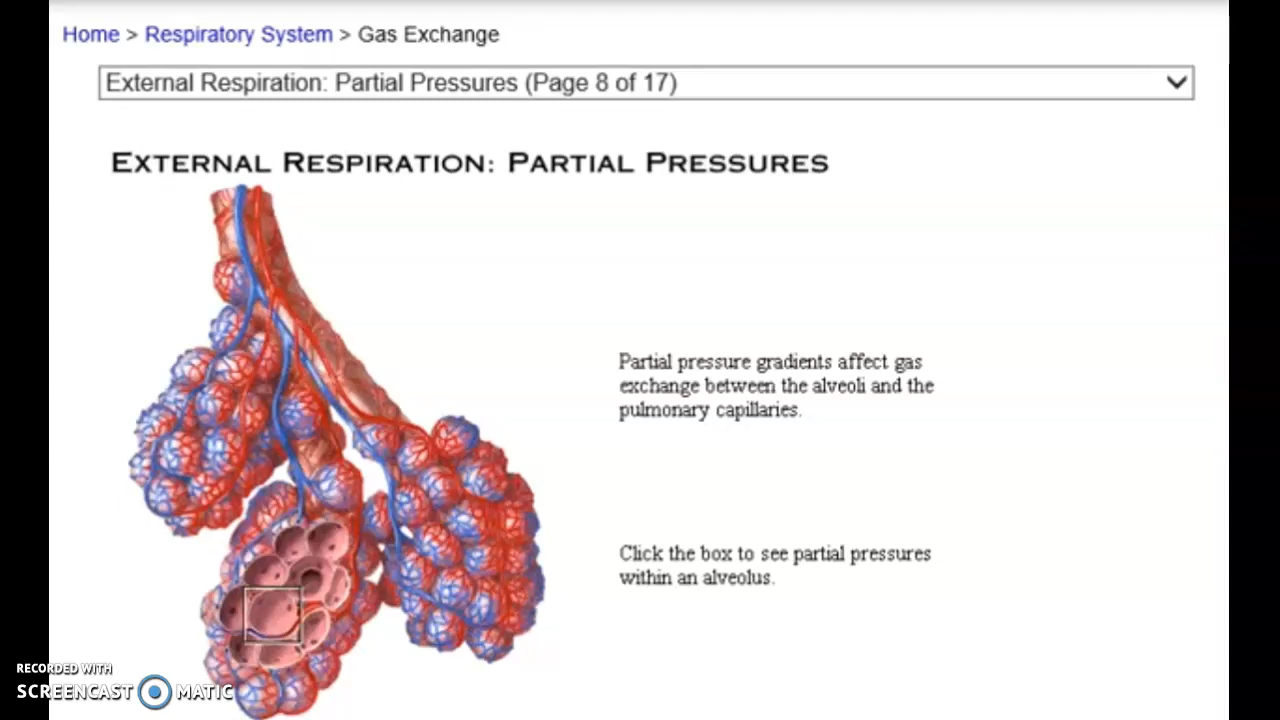 Home > Respiratory System > Gas Exchange
External Respiration: Partial Pressures (Page 8 of 17)
EXTERNAL RESPIRATION: PARTIAL PRESSURES
Partial pressure gradients affect gas
exchange between the alveoli and the
pulmonary capillaries.
Click the box to see partial pressures
within an alveolus.
RECORDED WITH
SCREENCAST MATIC